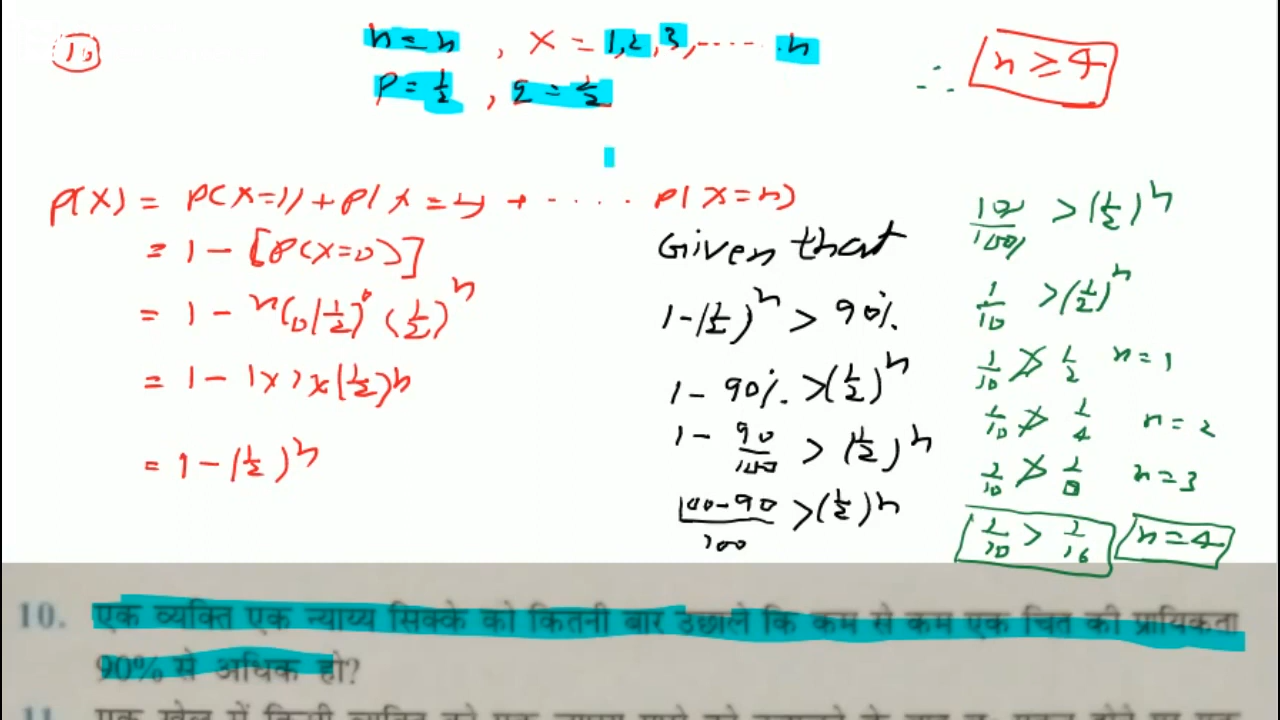 1,
n = n , X = 1,2,3,........n
p = 1/2 , q = 1/2
∴ n ≥ 4
P(X) = P(X=1) + P(X=2) + ..... P(X=n)
= 1 - [P(X=0)]
= 1 - ⁿC₀(1/2)⁰ (1/2)ⁿ
= 1 - 1 x 1 x (1/2)ⁿ
= 1 - (1/2)ⁿ
Given that
1-(1/2)ⁿ > 90%
1 - 90% > (1/2)ⁿ
1 - 90/100 > (1/2)ⁿ
100-90/100 > (1/2)ⁿ
10/100 > (1/2)ⁿ
1/10 > (1/2)ⁿ
1/10 ≯ 1/2 n = 1
1/10 ≯ 1/4 n = 2
1/10 ≯ 1/8 n = 3
1/10 > 1/16 n = 4
10. एक व्यक्ति एक न्याय्य सिक्के को कितनी बार उछाले कि कम से कम एक चित की प्रायिकता
90% से अधिक हो?